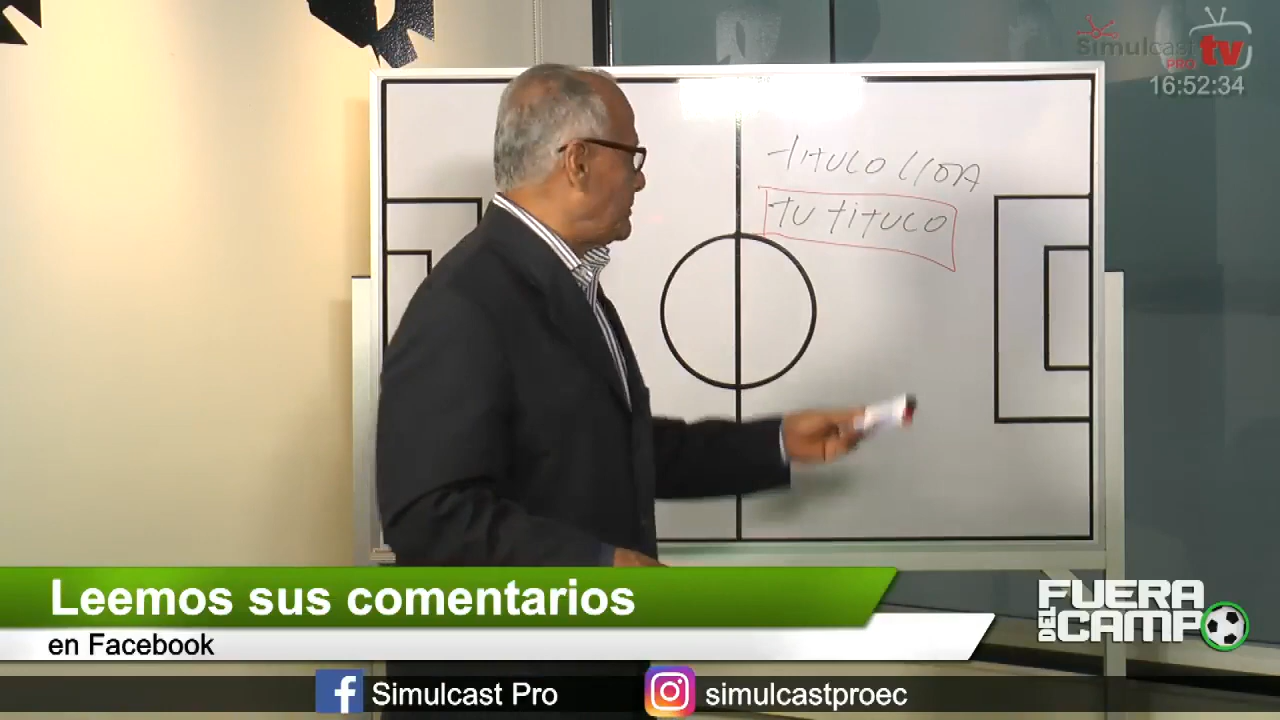 Simulcast tv
PRO
16:52:34
TITULO
TU TITULO
Leemos sus comentarios
en Facebook
FUERA
DEL CAMPO
Simulcast Pro
simulcastproec